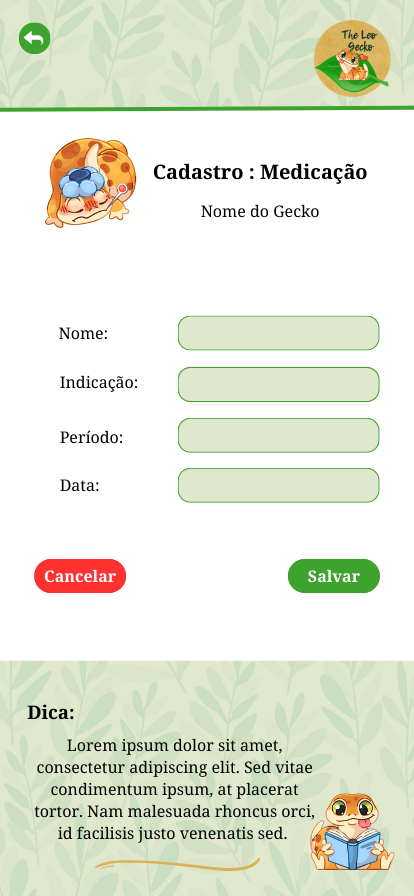 The Leo
Gecko
Cadastro : Medicação
Nome do Gecko
Nome:
Indicação:
Período:
Data:
Cancelar
Salvar
Dica:
Lorem ipsum dolor sit amet,
consectetur adipiscing elit. Sed vitae
condimentum ipsum, at placerat
tortor. Nam malesuada rhoncus orci,
id facilisis justo venenatis sed.